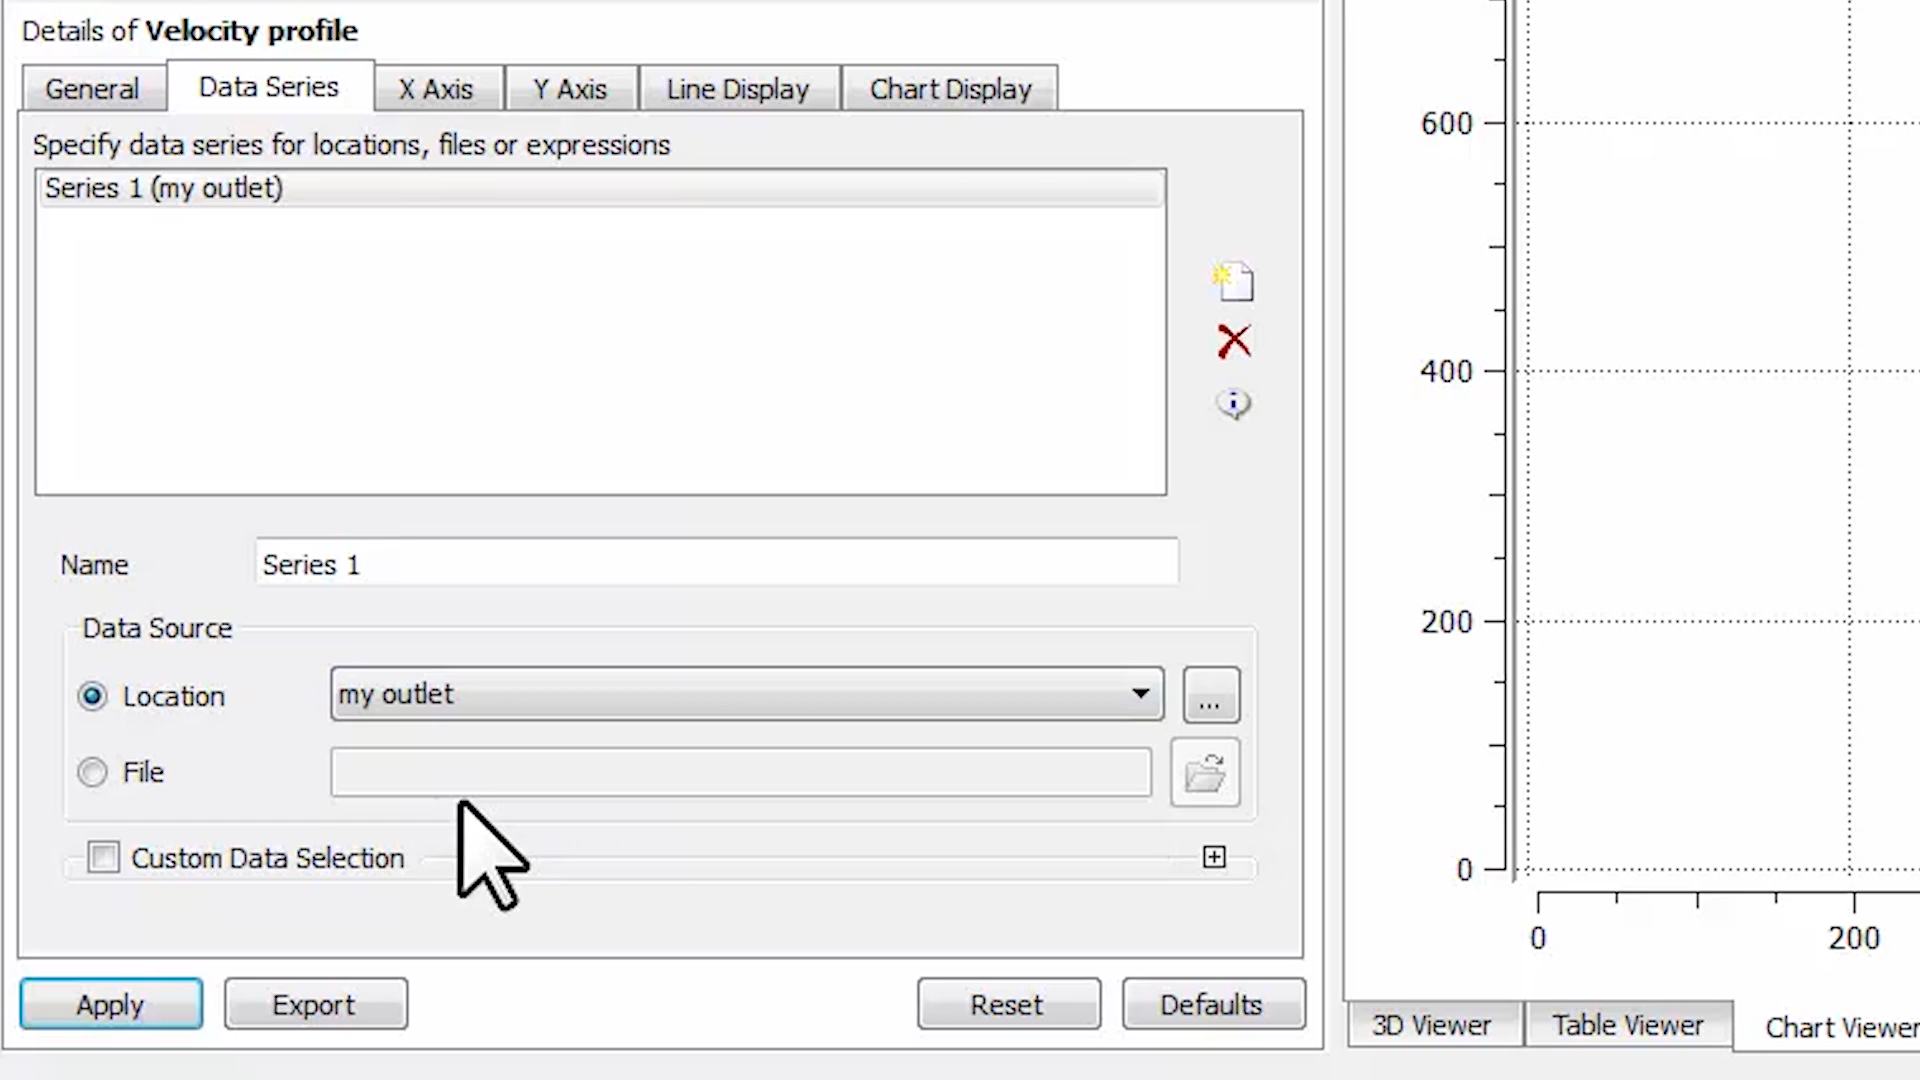 Details of Velocity profile
General
Data Series
X Axis
Y Axis
Line Display
Chart Display
Specify data series for locations, files or expressions
Series 1 (my outlet)
Name
Series 1
Data Source
Location
my outlet
...
File
Custom Data Selection
Apply
Export
Reset
Defaults
600
400
200
0
0
200
3D Viewer
Table Viewer
Chart Viewer